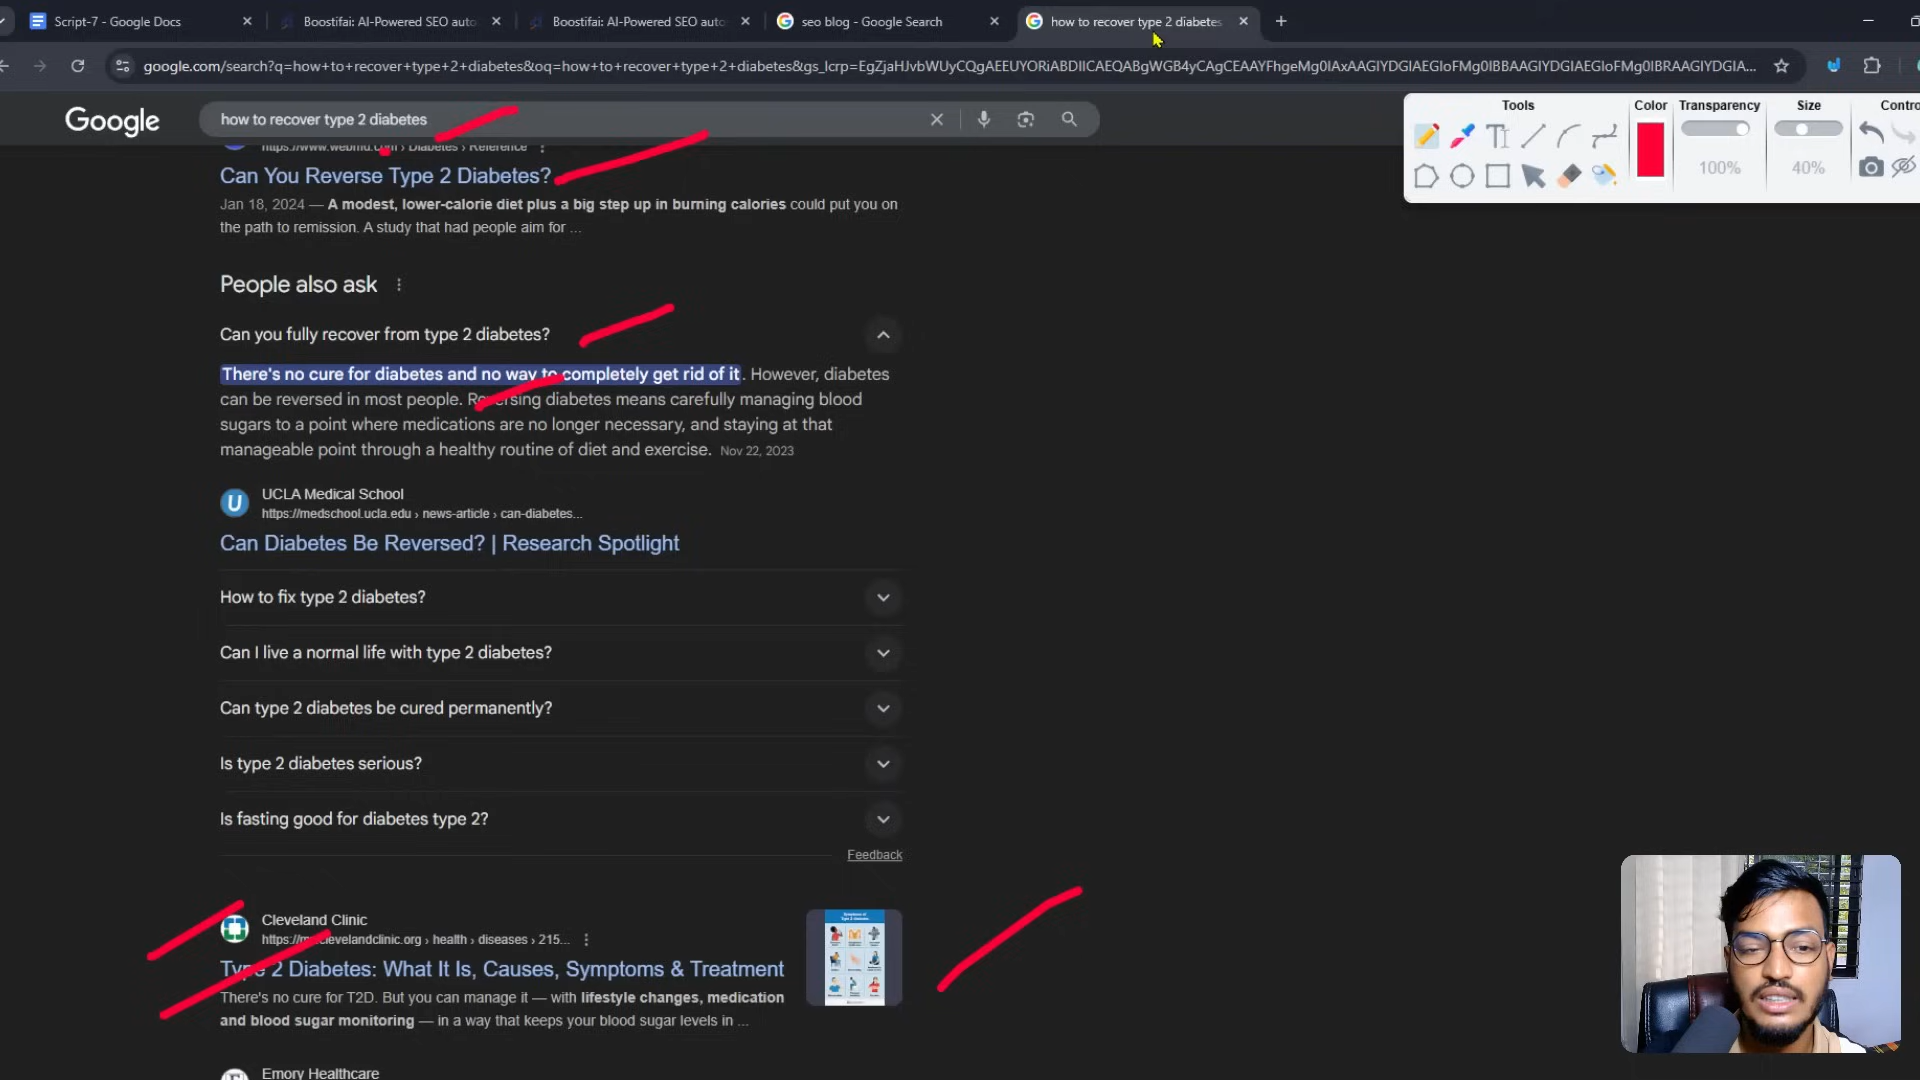 Script-7 - Google Docs
Boostifai: AI-Powered SEO auto
Boostifai: AI-Powered SEO auto
seo blog - Google Search
how to recover type 2 diabetes
google.com/search?q=how+to+recover+type+2+diabetes&oq=how+to+recover+type+2+diabetes&gs_lcrp=
Google
how to recover type 2 diabetes
Tools
Color
Transparency
Size
Contro
100%
40%
› Diabetes › Reference
Can You Reverse Type 2 Diabetes?
Jan 18, 2024 — A modest, lower-calorie diet plus a big step up in burning calories could put you on
the path to remission. A study that had people aim for ...
People also ask
Can you fully recover from type 2 diabetes?
There's no cure for diabetes and no way to completely get rid of it. However, diabetes
can be reversed in most people. Reversing diabetes means carefully managing blood
sugars to a point where medications are no longer necessary, and staying at that
manageable point through a healthy routine of diet and exercise. Nov 22, 2023
U
UCLA Medical School
https://medschool.ucla.edu › news-article › can-diabetes...
Can Diabetes Be Reversed? | Research Spotlight
How to fix type 2 diabetes?
Can I live a normal life with type 2 diabetes?
Can type 2 diabetes be cured permanently?
Is type 2 diabetes serious?
Is fasting good for diabetes type 2?
Feedback
Cleveland Clinic
› health › diseases › 215...
Type 2 Diabetes: What It Is, Causes, Symptoms & Treatment
There's no cure for T2D. But you can manage it — with lifestyle changes, medication
and blood sugar monitoring — in a way that keeps your blood sugar levels in ...
Emory Healthcare